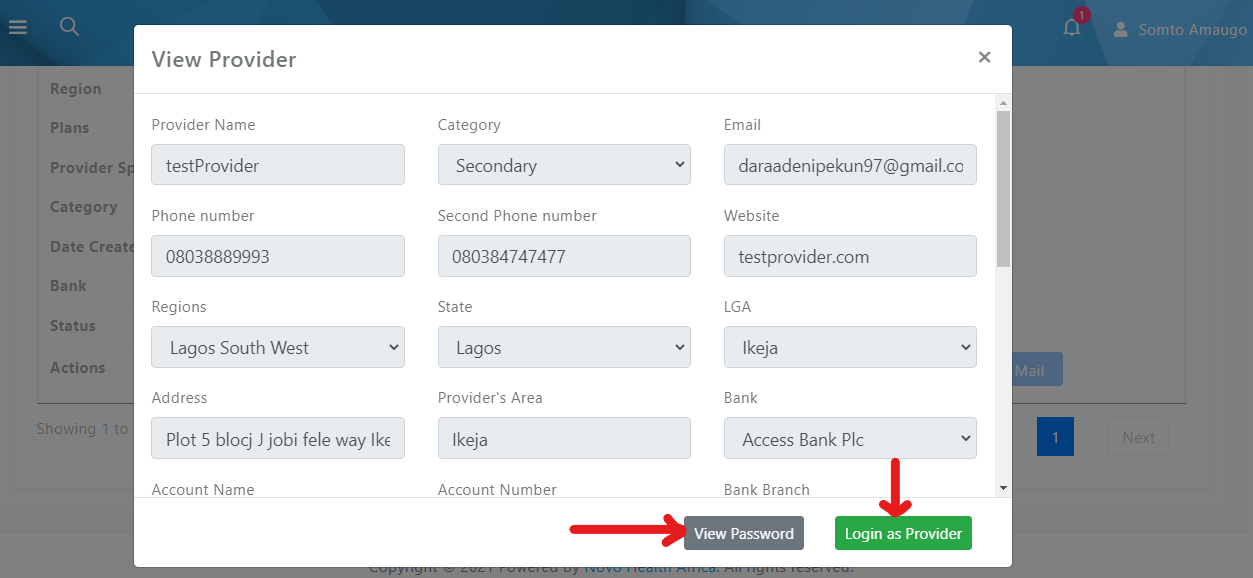 1
Somto Amaugo
View Provider
×
Region
Plans
Provider Sp
Category
Date Create
Bank
Status
Actions
Provider Name
Category
Email
testProvider
Secondary
daraadenipekun97@gmail.co
Phone number
Second Phone number
Website
08038889993
080384747477
testprovider.com
Regions
State
LGA
Lagos South West
Lagos
Ikeja
Mail
Address
Provider's Area
Bank
Plot 5 blocj J jobi fele way Ike
Ikeja
Access Bank Plc
Showing 1 to
1
Next
Account Name
Account Number
Bank Branch
View Password
Login as Provider
Copyright © 2021 Powered by Novo Health Africa. All rights reserved.